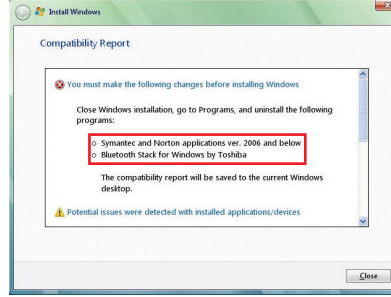 Install Windows
Compatibility Report
You must make the following changes before installing Windows
Close Windows installation, go to Programs, and uninstall the following
programs:
Symantec and Norton applications ver. 2006 and below
Bluetooth Stack for Windows by Toshiba
The compatibility report will be saved to the current Windows
desktop.
Potential issues were detected with installed applications/devices
Close